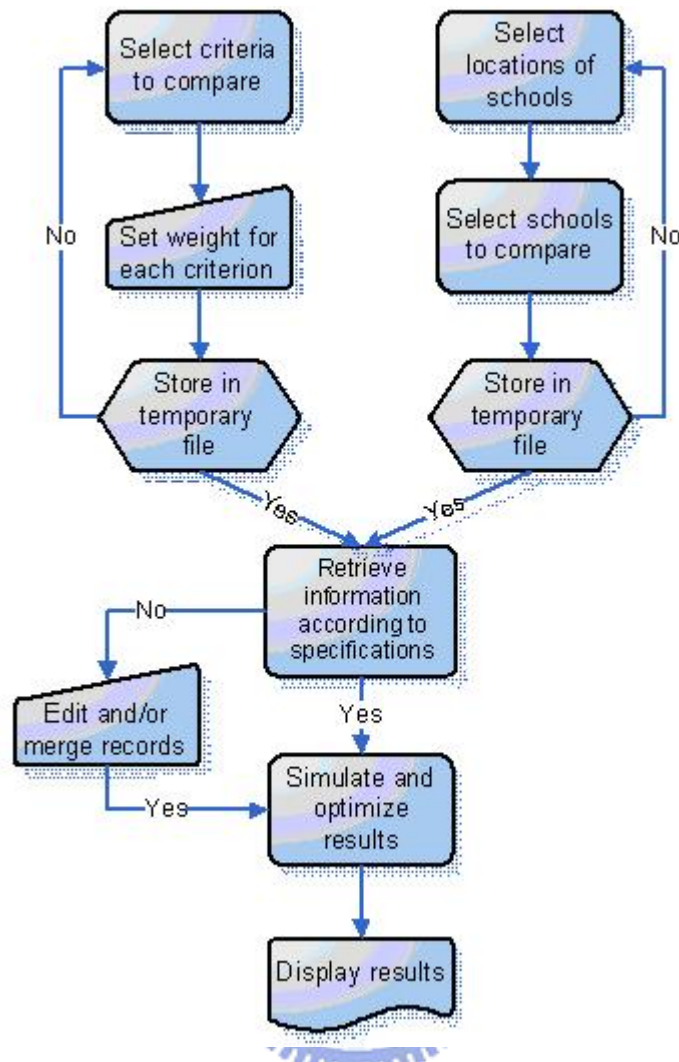 Select criteria
to compare
Select
locations of
schools
No
Set weight for
each criterion
Select schools
to compare
No
Store in
temporary
file
Store in
temporary
file
Yes
Yes
Retrieve
information
according to
specifications
No
Edit and/or
merge records
Yes
Yes
Simulate and
optimize
results
Display results